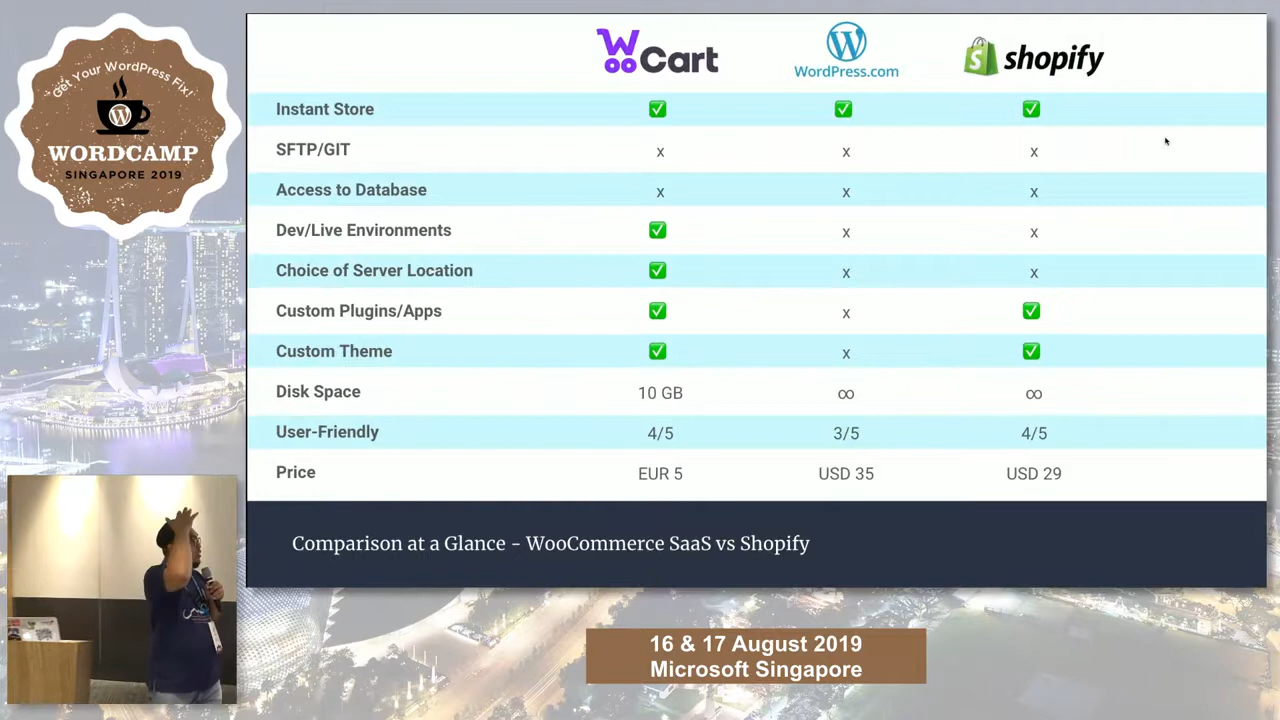 Get Your WordPress Fix!
WORDCAMP
SINGAPORE 2019
WooCart WordPress.com shopify
Instant Store ✅ ✅ ✅
SFTP/GIT x x x
Access to Database x x x
Dev/Live Environments ✅ x x
Choice of Server Location ✅ x x
Custom Plugins/Apps ✅ x ✅
Custom Theme ✅ x ✅
Disk Space 10 GB ∞ ∞
User-Friendly 4/5 3/5 4/5
Price EUR 5 USD 35 USD 29
Comparison at a Glance - WooCommerce SaaS vs Shopify
16 & 17 August 2019
Microsoft Singapore